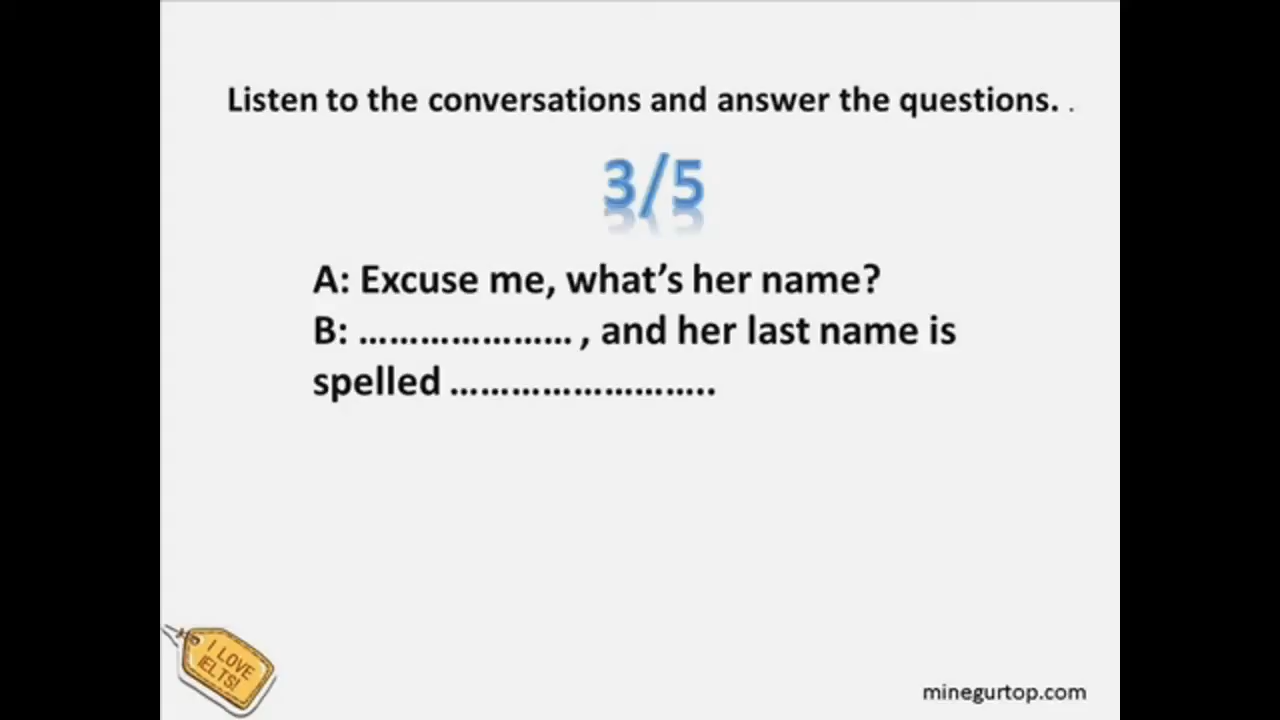 Listen to the conversations and answer the questions. .
3/5
A: Excuse me, what’s her name?
B: ………………… , and her last name is
spelled ……………………..
I LOVE
IELTS!
minegurtop.com